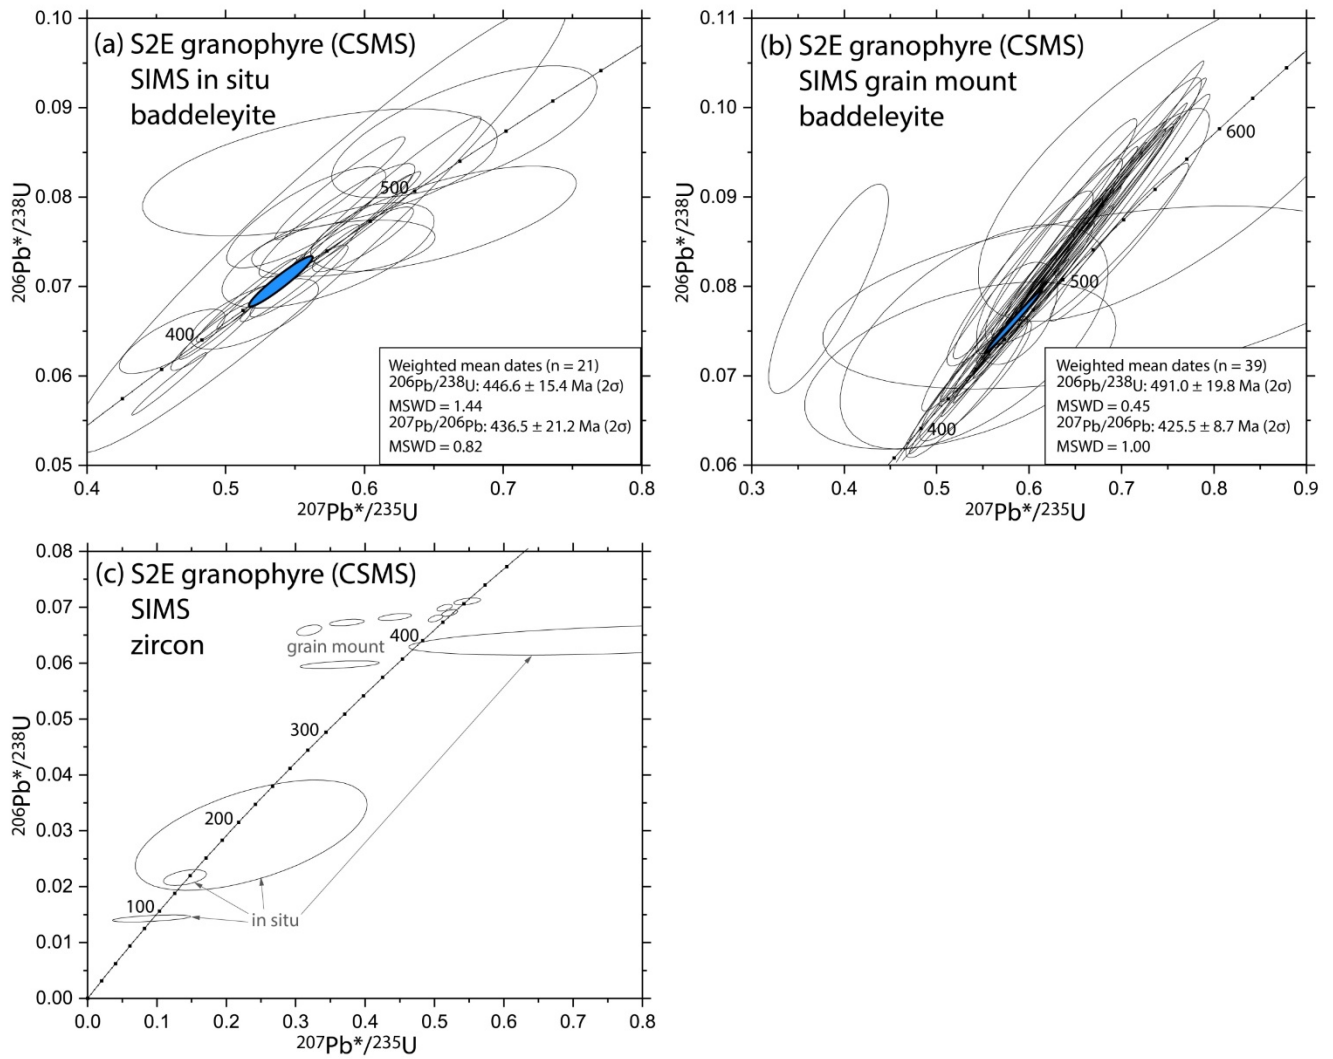 (a) S2E granophyre (CSMS)
SIMS in situ
baddeleyite
0.10
0.09
0.08
0.07
0.06
0.05
206Pb*/238U
500
400
Weighted mean dates (n = 21)
206Pb/238U: 446.6 ± 15.4 Ma (2σ)
MSWD = 1.44
207Pb/206Pb: 436.5 ± 21.2 Ma (2σ)
MSWD = 0.82
0.4 0.5 0.6 0.7 0.8
207Pb*/235U
(b) S2E granophyre (CSMS)
SIMS grain mount
baddeleyite
0.11
0.10
0.09
0.08
0.07
0.06
206Pb*/238U
600
500
400
Weighted mean dates (n = 39)
206Pb/238U: 491.0 ± 19.8 Ma (2σ)
MSWD = 0.45
207Pb/206Pb: 425.5 ± 8.7 Ma (2σ)
MSWD = 1.00
0.3 0.4 0.5 0.6 0.7 0.8 0.9
207Pb*/235U
(c) S2E granophyre (CSMS)
SIMS
zircon
0.08
0.07
0.06
0.05
0.04
0.03
0.02
0.01
0.00
206Pb*/238U
grain mount
400
300
200
100
in situ
0.0 0.1 0.2 0.3 0.4 0.5 0.6 0.7 0.8
207Pb*/235U